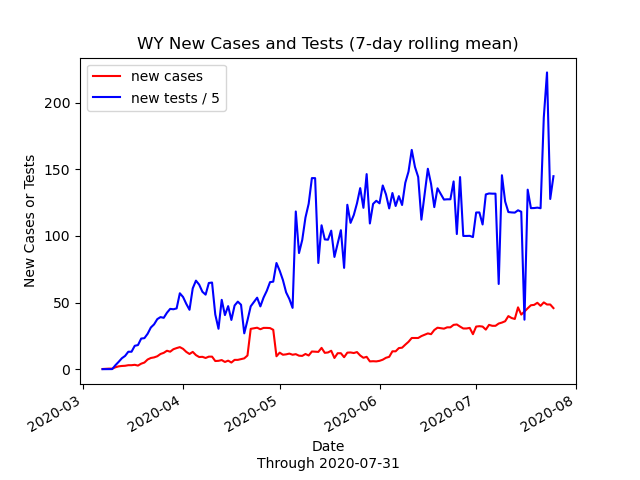 WY New Cases and Tests (7-day rolling mean)
new cases
new tests / 5
New Cases or Tests
200
150
100
50
0
2020-03
2020-04
2020-05
2020-06
2020-07
2020-08
Date
Through 2020-07-31